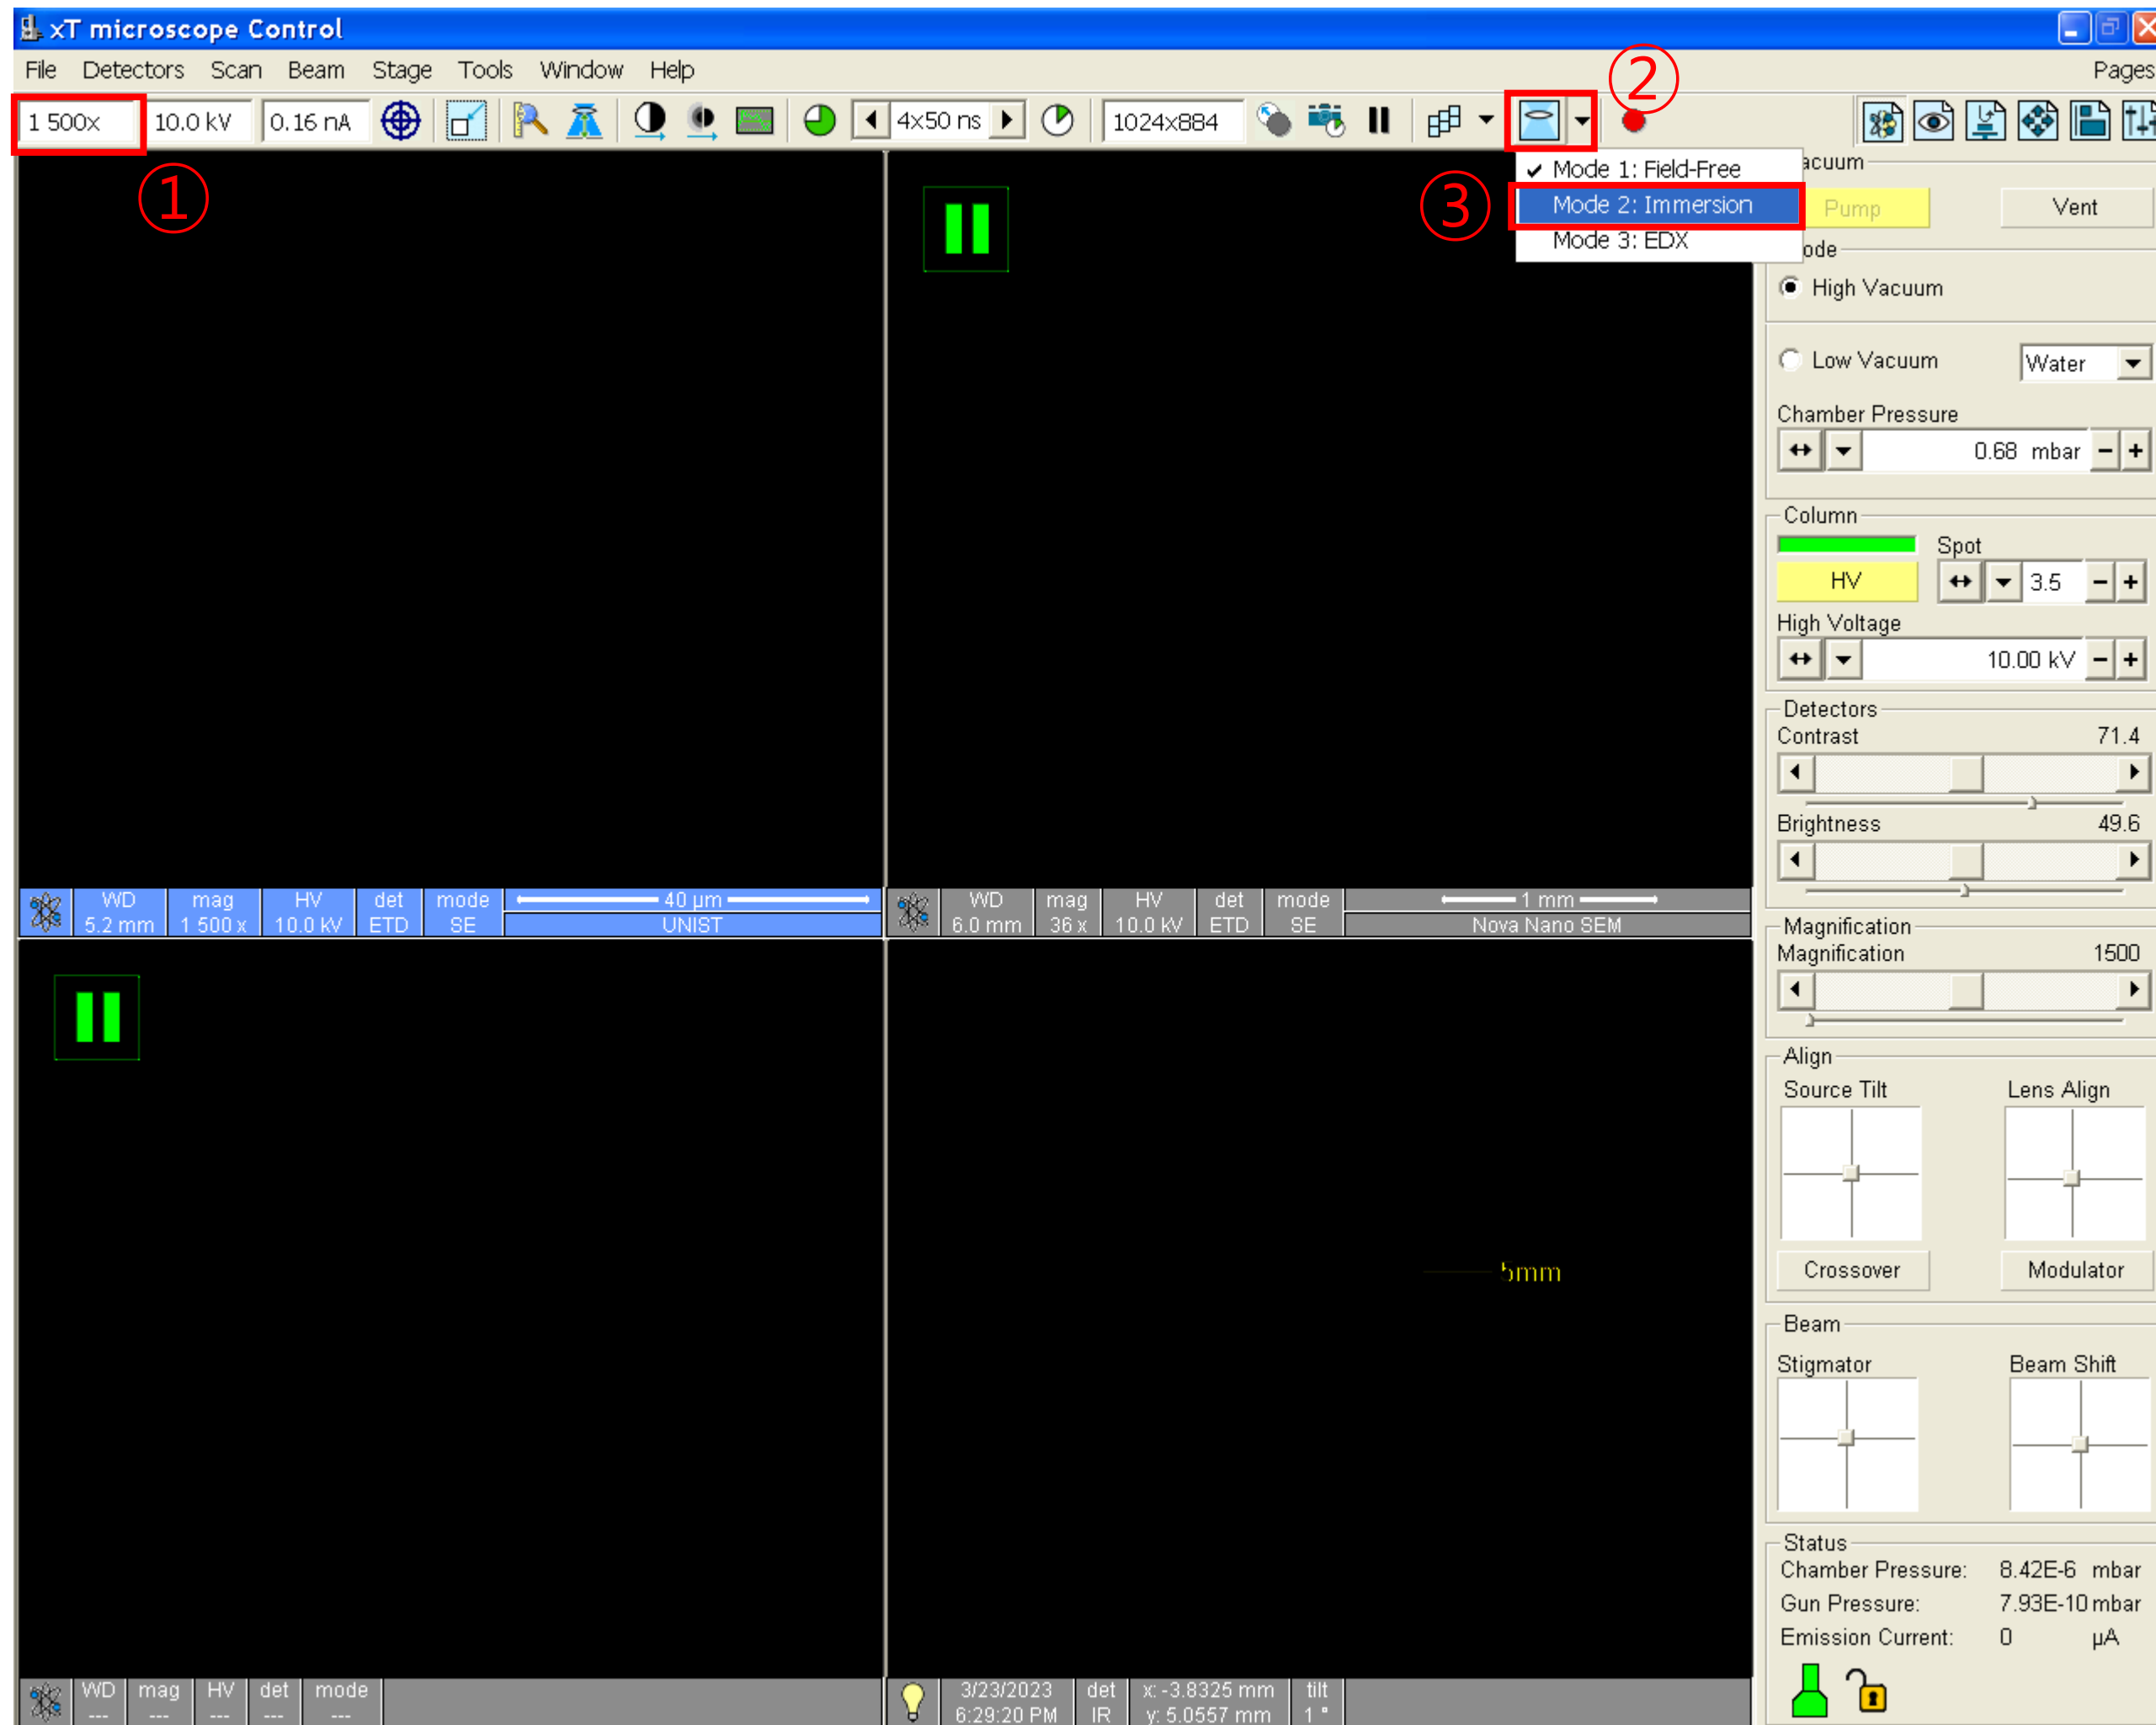 xT microscope Control
File Detectors Scan Beam Stage Tools Window Help Pages
1 500x 10.0 kV 0.16 nA 4x50 ns 1024x884
①
②
③
✓ Mode 1: Field-Free
Mode 2: Immersion
Mode 3: EDX
Pump Vent
High Vacuum
Low Vacuum Water
Chamber Pressure
0.68 mbar
Column
Spot
HV 3.5
High Voltage
10.00 kV
Detectors
Contrast 71.4
Brightness 49.6
WD mag HV det mode 40 µm
5.2 mm 1 500 x 10.0 kV ETD SE UNIST
WD mag HV det mode 1 mm
6.0 mm 36 x 10.0 kV ETD SE Nova Nano SEM
Magnification
Magnification 1500
Align
Source Tilt Lens Align
Crossover Modulator
5mm
Beam
Stigmator Beam Shift
Status
Chamber Pressure: 8.42E-6 mbar
Gun Pressure: 7.93E-10 mbar
Emission Current: 0 µA
WD mag HV det mode
--- --- --- --- ---
3/23/2023 det x: -3.8325 mm tilt
6:29:20 PM IR y: 5.0557 mm 1 °